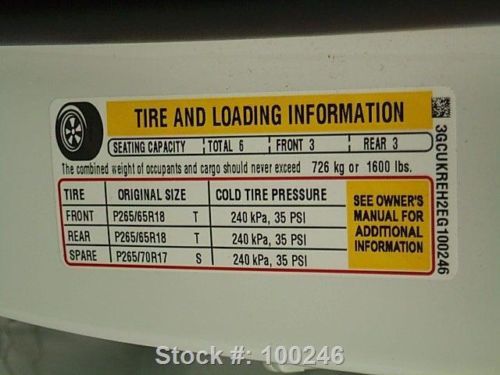 TIRE AND LOADING INFORMATION
SEATING CAPACITY TOTAL 6 FRONT 3 REAR 3
The combined weight of occupants and cargo should never exceed 726 kg or 1600 lbs.
TIRE ORIGINAL SIZE COLD TIRE PRESSURE
FRONT P265/65R18 T 240 kPa, 35 PSI
REAR P265/65R18 T 240 kPa, 35 PSI
SPARE P265/70R17 S 240 kPa, 35 PSI
SEE OWNER'S
MANUAL FOR
ADDITIONAL
INFORMATION
3GCUKREH2EG100246
Stock #: 100246